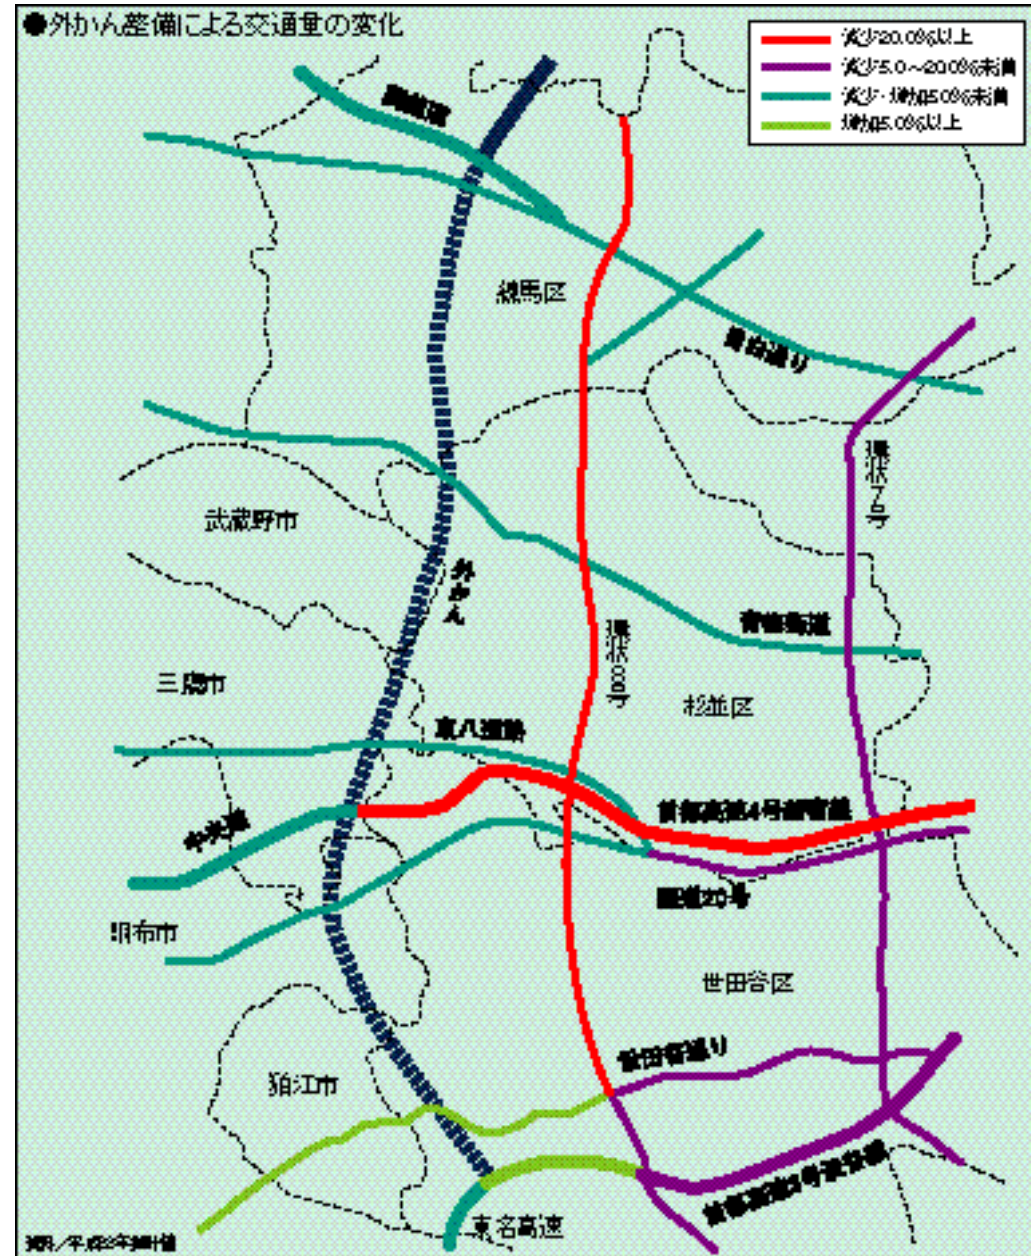 ●外かん整備による交通量の変化
減少20.0%以上
減少5.0～20.0%未満
減少・増加5.0%未満
増加5.0%以上
関越道
練馬区
目白通り
環状7号
武蔵野市
外かん
青梅街道
環状8号
三鷹市
杉並区
東八道路
首都高速4号新宿線
中央道
国道20号
調布市
世田谷区
世田谷通り
狛江市
首都高速3号渋谷線
東名高速